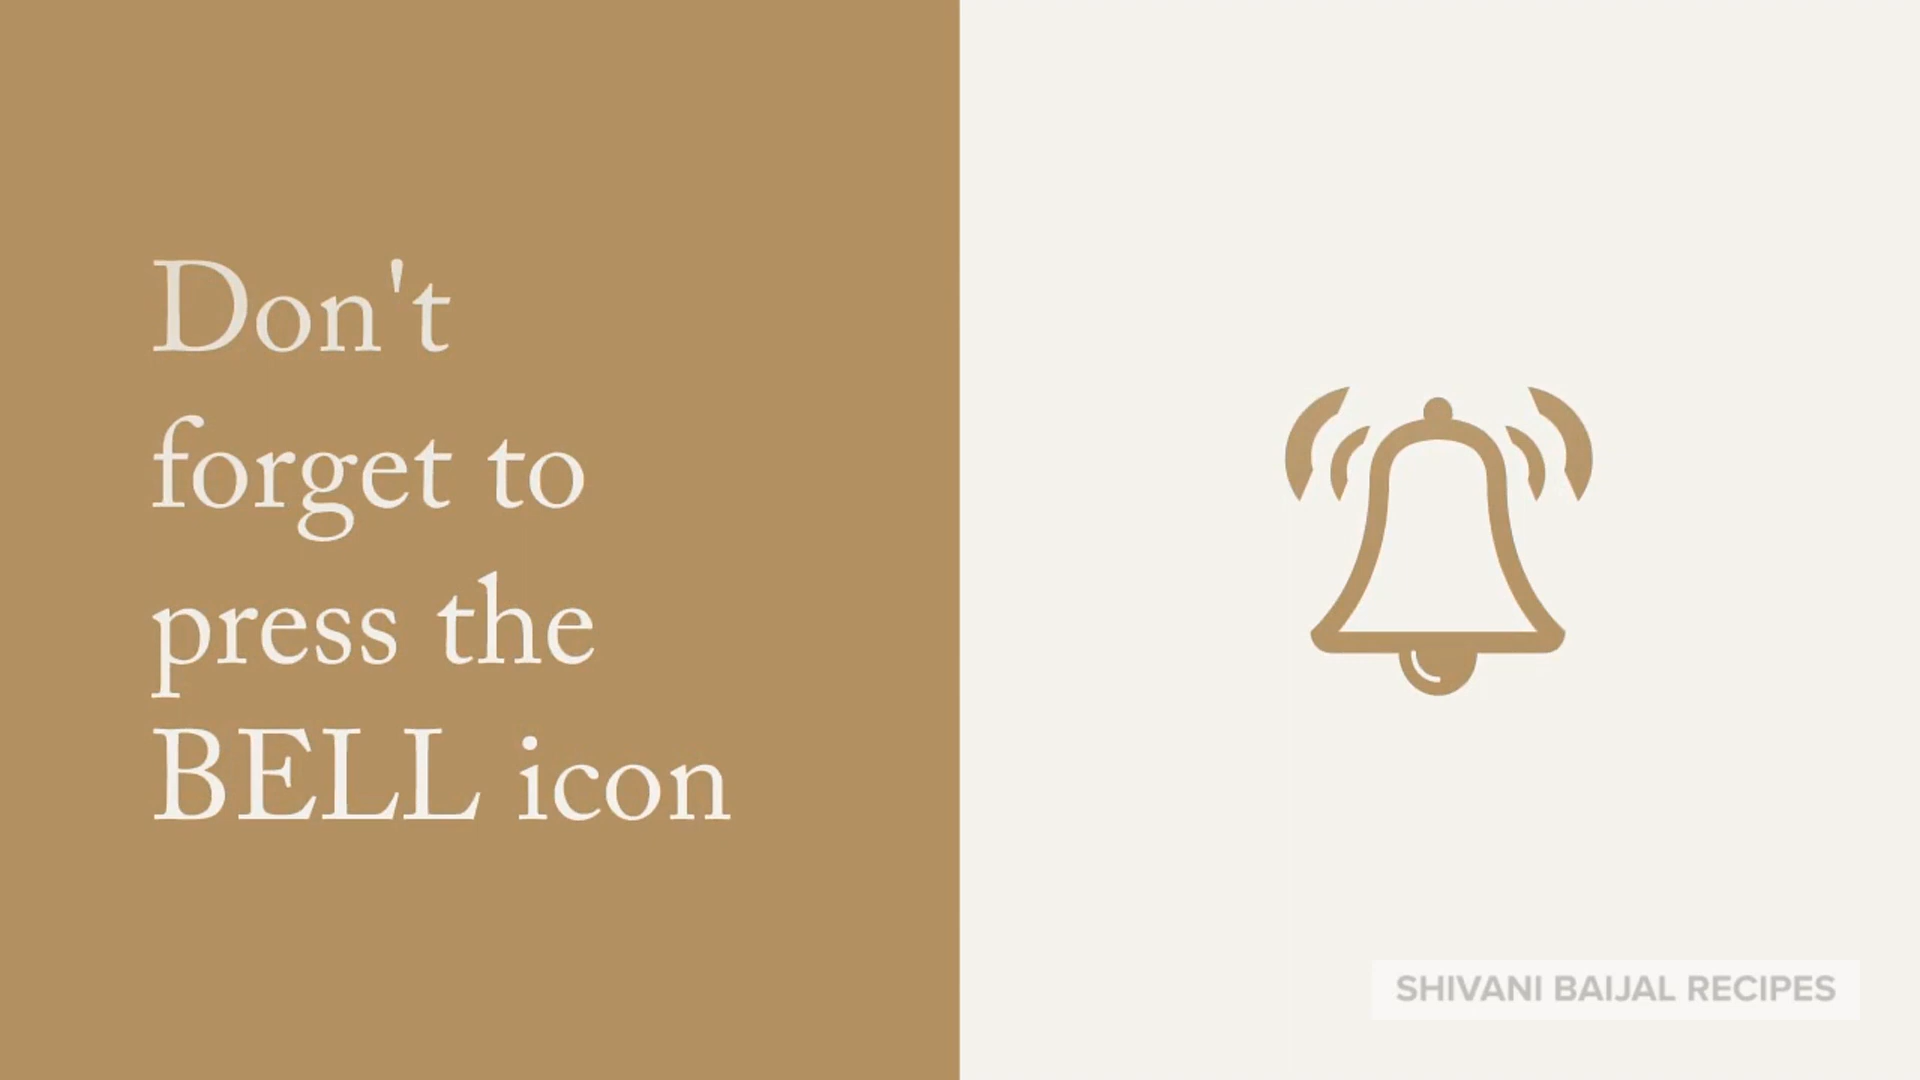 Don't
forget to
press the
BELL icon
SHIVANI BAIJAL RECIPES